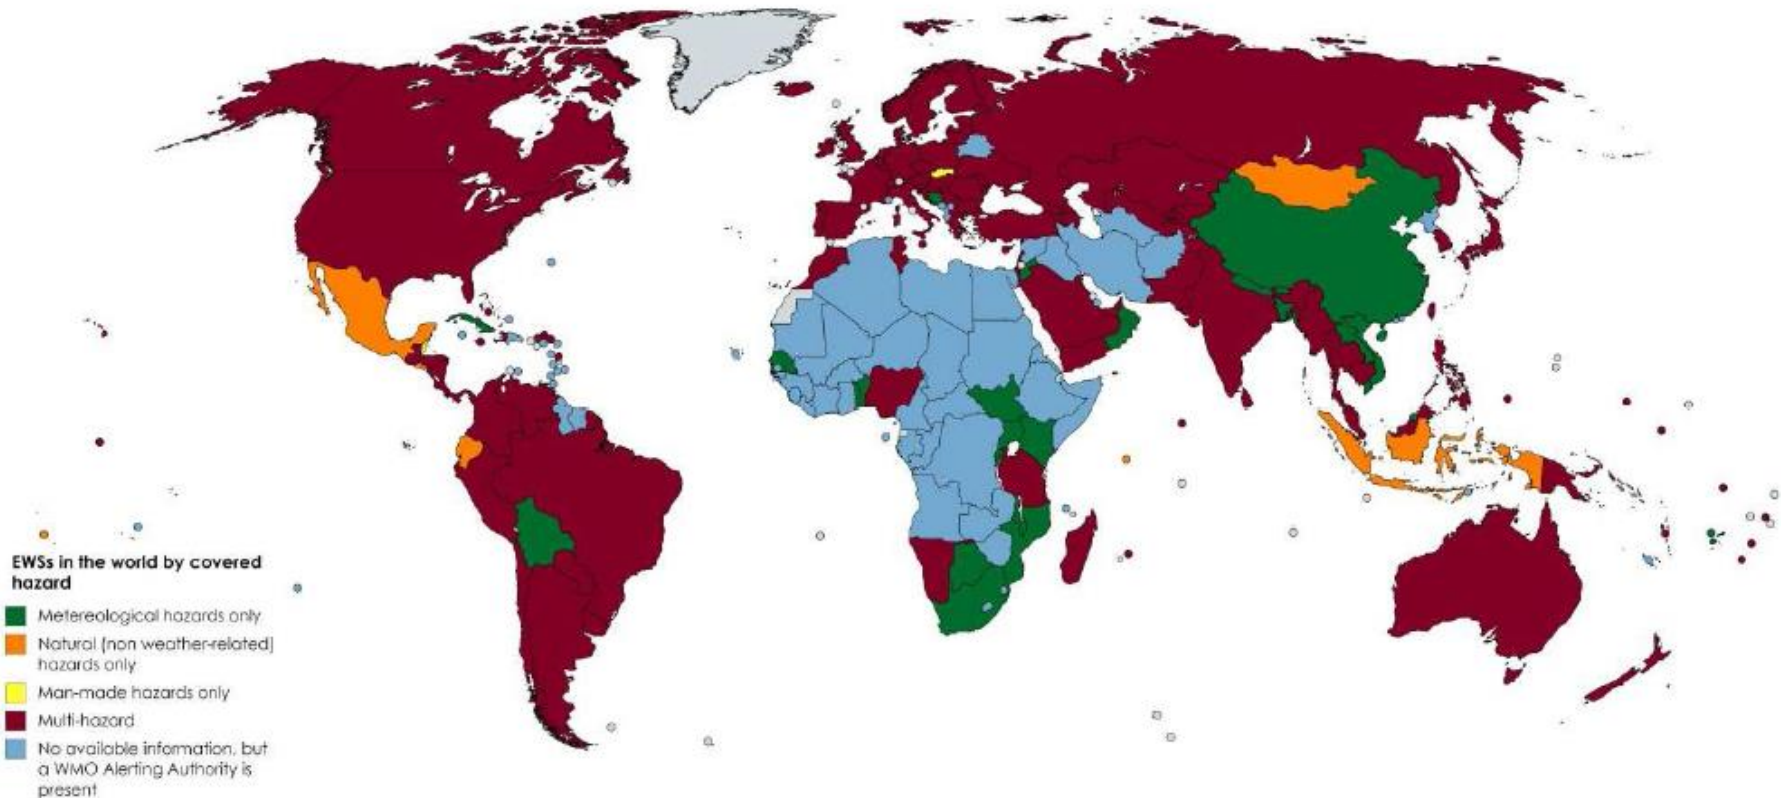 EWSs in the world by covered
hazard
Metereological hazards only
Natural (non weather-related)
hazards only
Man-made hazards only
Multi-hazard
No available information, but
a WMO Alerting Authority is
present